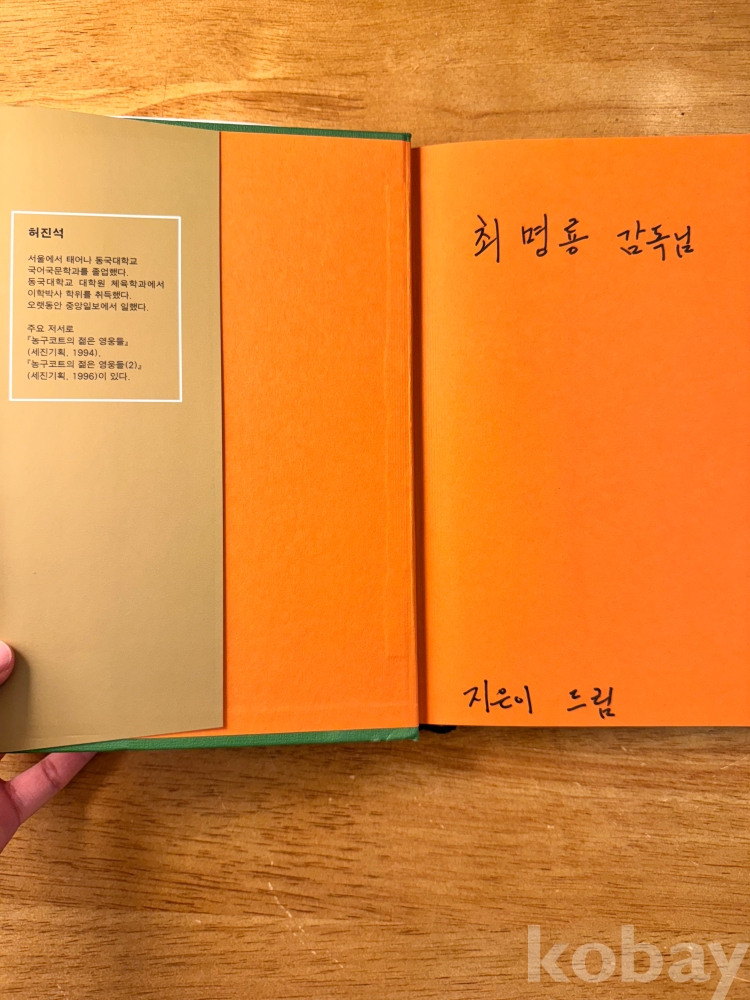 허진석
서울에서 태어나 동국대학교
국어국문학과를 졸업했다.
동국대학교 대학원 체육학과에서
이학박사 학위를 취득했다.
오랫동안 중앙일보에서 일했다.
주요 저서로
『농구코트의 젊은 영웅들』
(세진기획, 1994),
『농구코트의 젊은 영웅들(2)』
(세진기획, 1996)이 있다.
최명룡 감독님
지은이 드림
kobay